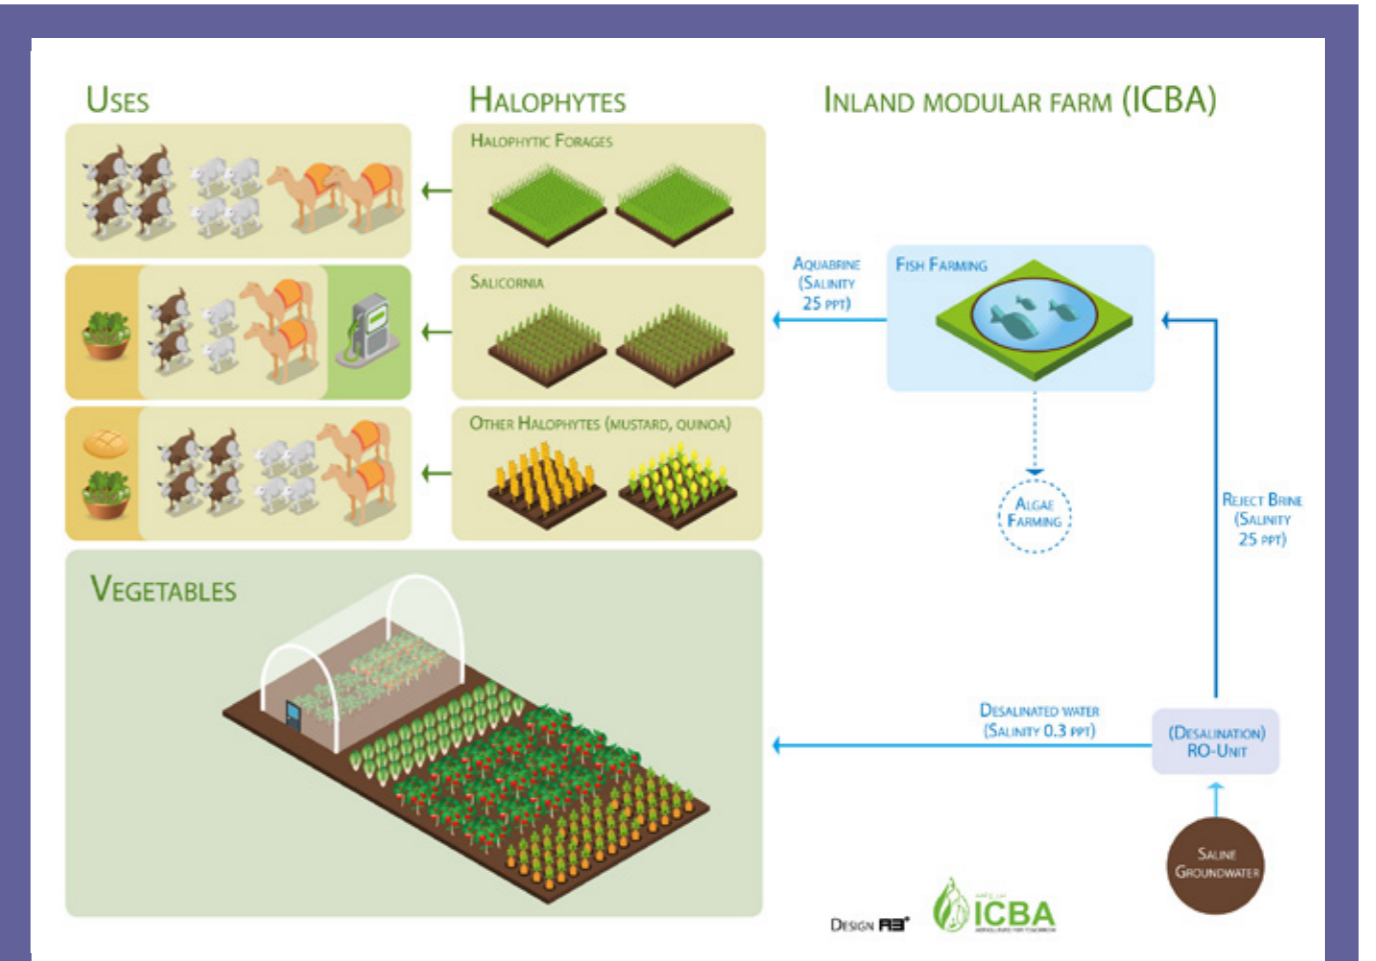 Uses
Halophytes
Inland modular farm (ICBA)
Halophytic Forages
Salicornia
Other Halophytes (mustard, quinoa)
Aquabrine
(Salinity
25 ppt)
Fish Farming
Algae
Farming
Reject Brine
(Salinity
25 ppt)
Vegetables
Desalinated water
(Salinity 0.3 ppt)
(Desalination)
RO-Unit
Saline
Groundwater
Design A3+
ICBA